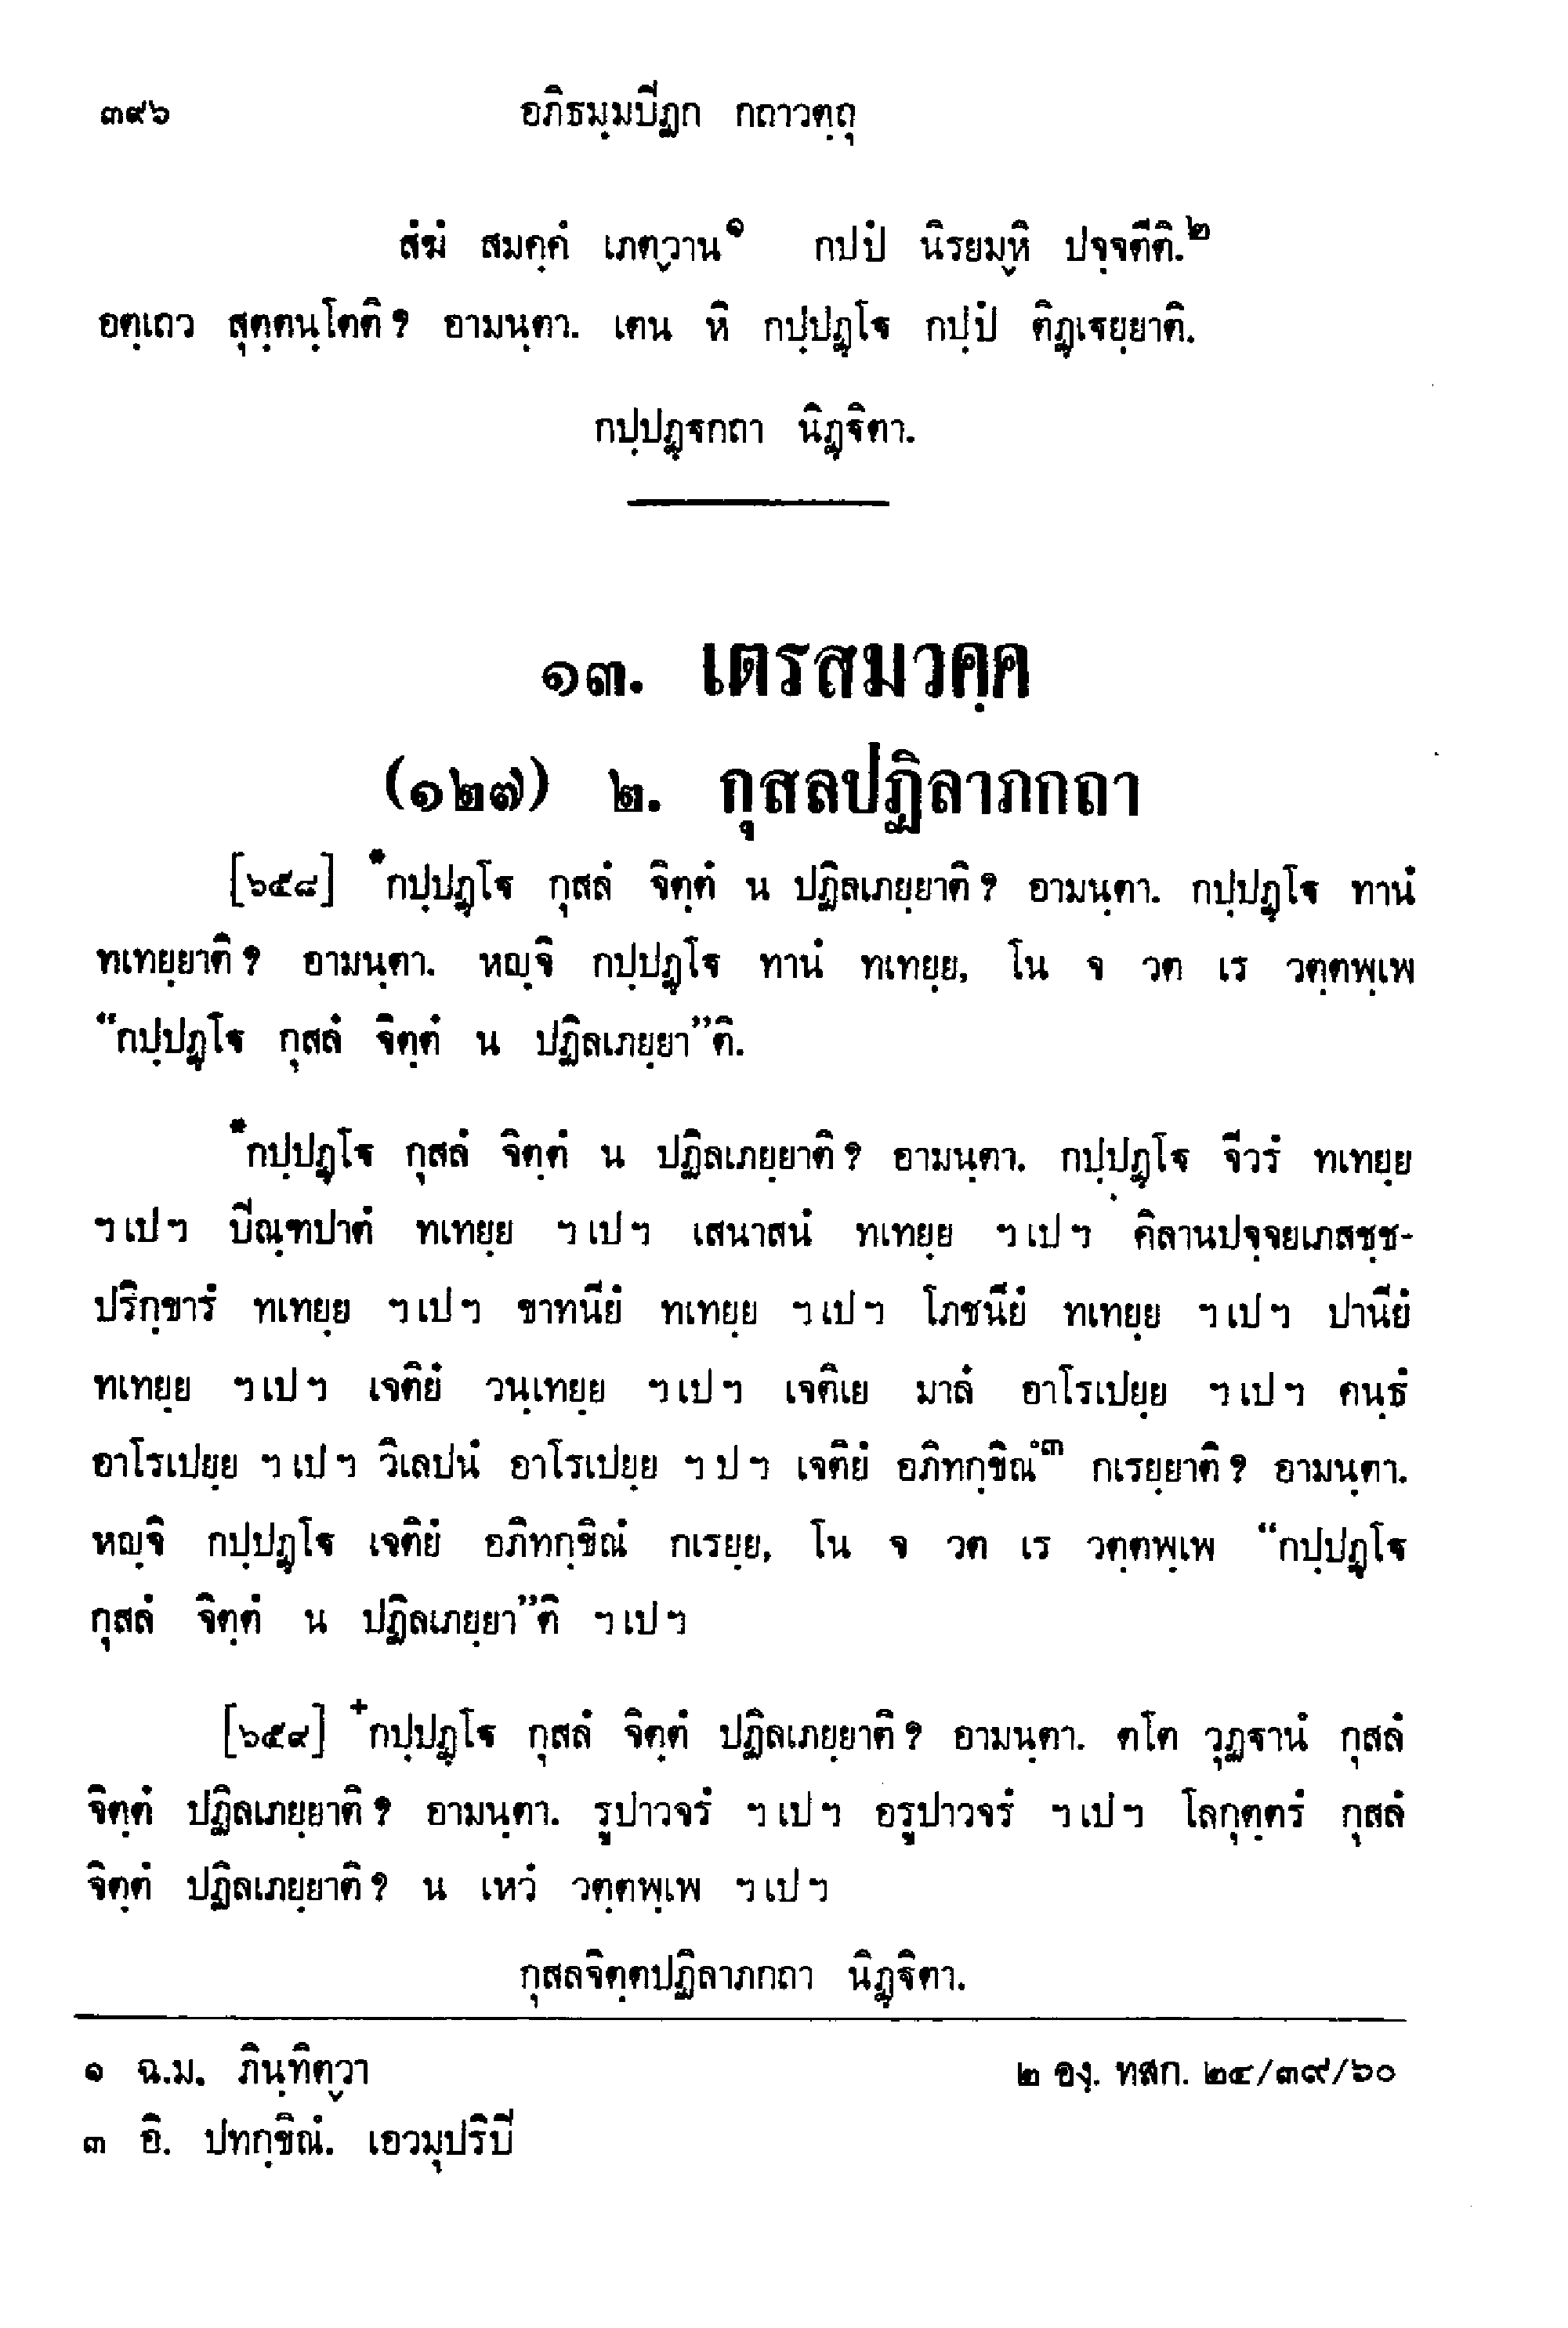 ๓๙๖ อภิธมฺมปีฏก กถาวตฺถุ
สํฆํ สมคฺคํ เภตฺวาน๑ กปฺปํ นิรยมฺหิ ปจฺจตีติ.๒
อตฺเถว สุตฺตนฺโตติ? อามนฺตา. เตน หิ กปฺปฏฺโฐ กปฺปํ ติฏฺเฐยฺยาติ.
กปฺปฏฺฐกถา นิฏฺฐิตา.
๑๓. เตรสมวคฺค
(๑๒๗) ๒. กุสลปฏิลาภกถา
[๖๕๘] *กปฺปฏฺโฐ กุสลํ จิตฺตํ น ปฏิลเภยฺยาติ? อามนฺตา. กปฺปฏฺโฐ ทานํ
ทเทยฺยาติ? อามนฺตา. หญฺจิ กปฺปฏฺโฐ ทานํ ทเทยฺย, โน จ วต เร วตฺตพฺเพ
“กปฺปฏฺโฐ กุสลํ จิตฺตํ น ปฏิลเภยฺยา”ติ.
*กปฺปฏฺโฐ กุสลํ จิตฺตํ น ปฏิลเภยฺยาติ? อามนฺตา. กปฺปฏฺโฐ จีวรํ ทเทยฺย
ฯ เป ฯ ปีณฺฑปาตํ ทเทยฺย ฯ เป ฯ เสนาสนํ ทเทยฺย ฯ เป ฯ คิลานปจฺจยเภสชฺช-
ปริกฺขารํ ทเทยฺย ฯ เป ฯ ขาทนียํ ทเทยฺย ฯ เป ฯ โภชนียํ ทเทยฺย ฯ เป ฯ ปานียํ
ทเทยฺย ฯ เป ฯ เจติยํ วนฺเทยฺย ฯ เป ฯ เจติเย มาลํ อาโรเปยฺย ฯ เป ฯ คนฺธํ
อาโรเปยฺย ฯ เป ฯ วิเลปนํ อาโรเปยฺย ฯ ป ฯ เจติยํ อภิทกฺขิณํ๓ กเรยฺยาติ? อามนฺตา.
หญฺจิ กปฺปฏฺโฐ เจติยํ อภิทกฺขิณํ กเรยฺย, โน จ วต เร วตฺตพฺเพ “กปฺปฏฺโฐ
กุสลํ จิตฺตํ น ปฏิลเภยฺยา”ติ ฯ เป ฯ
[๖๕๙] +กปฺปฏฺโฐ กุสลํ จิตฺตํ ปฏิลเภยฺยาติ? อามนฺตา. ตโต วุฏฺฐานํ กุสลํ
จิตฺตํ ปฏิลเภยฺยาติ? อามนฺตา. รูปาวจรํ ฯ เป ฯ อรูปาวจรํ ฯ เป ฯ โลกุตฺตรํ กุสลํ
จิตฺตํ ปฏิลเภยฺยาติ? น เหวํ วตฺตพฺเพ ฯ เป ฯ
กุสลจิตฺตปฏิลาภกถา นิฏฺฐิตา.
๑ ฉ.ม. ภินฺทิตฺวา ๒ องฺ. ทสก. ๒๔/๓๙/๖๐
๓ อิ. ปทกฺขิณํ. เอวมุปริปี